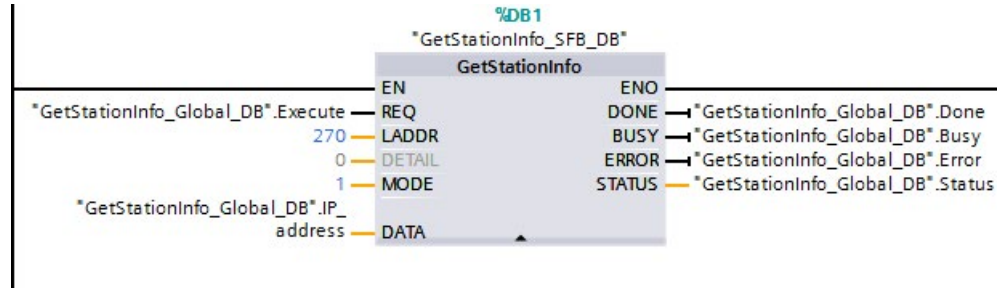 %DB1
"GetStationInfo_SFB_DB"
GetStationInfo
EN ENO
"GetStationInfo_Global_DB".Execute REQ DONE "GetStationInfo_Global_DB".Done
270 LADDR BUSY "GetStationInfo_Global_DB".Busy
0 DETAIL ERROR "GetStationInfo_Global_DB".Error
1 MODE STATUS "GetStationInfo_Global_DB".Status
"GetStationInfo_Global_DB".IP_
address DATA